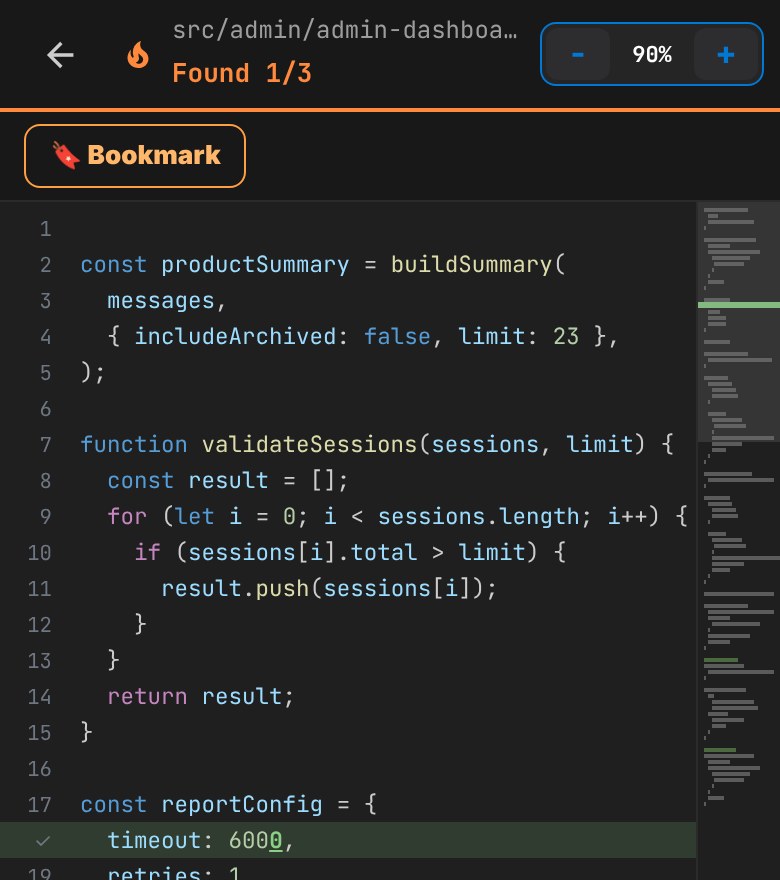 src/admin/admin-dashboa…
Found 1/3
- 90% +
🔖 Bookmark
1
2 const productSummary = buildSummary(
3   messages,
4   { includeArchived: false, limit: 23 },
5 );
6
7 function validateSessions(sessions, limit) {
8   const result = [];
9   for (let i = 0; i < sessions.length; i++) {
10     if (sessions[i].total > limit) {
11       result.push(sessions[i]);
12     }
13   }
14   return result;
15 }
16
17 const reportConfig = {
✓   timeout: 6000,
19   retries: 1